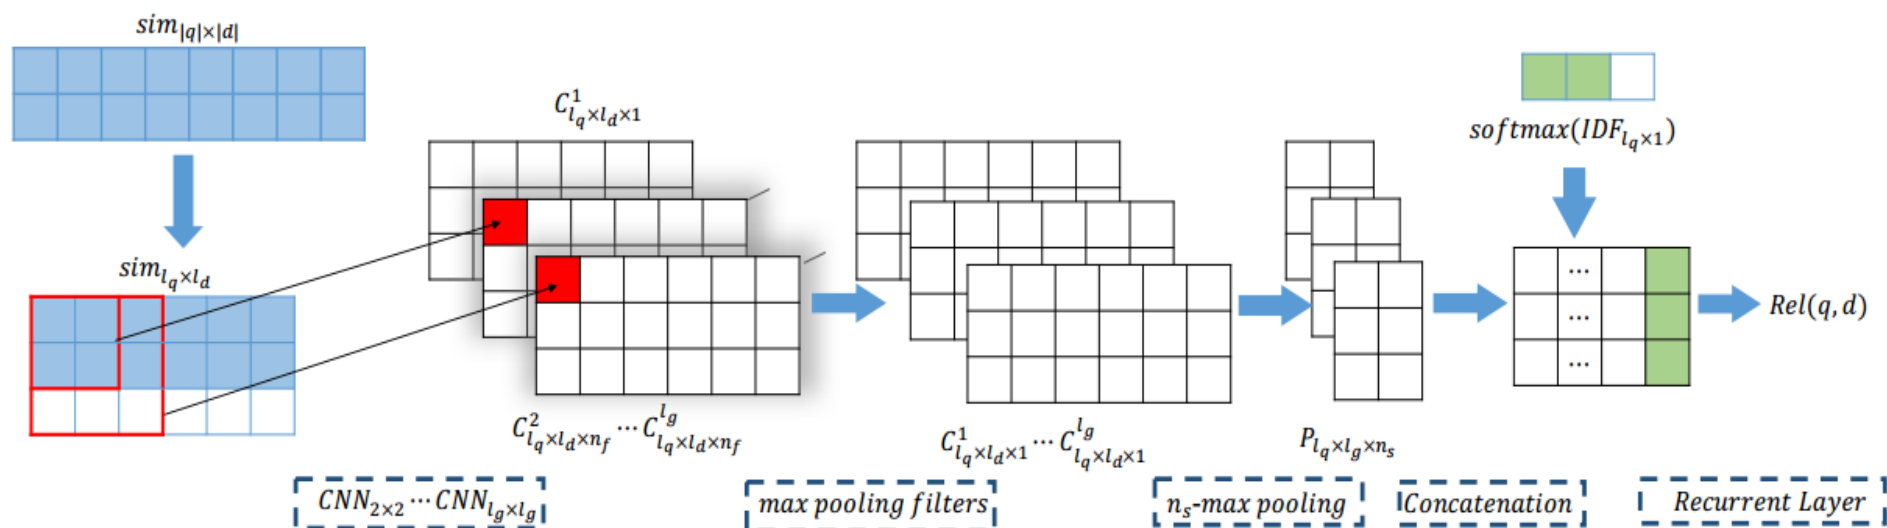 sim_{|q|×|d|}
sim_{l_q×l_d}
C^1_{l_q×l_d×1}
C^2_{l_q×l_d×n_f} ⋯ C^{l_g}_{l_q×l_d×n_f}
C^1_{l_q×l_d×1} ⋯ C^{l_g}_{l_q×l_d×1}
P_{l_q×l_g×n_s}
softmax(IDF_{l_q×1})
...
...
...
Rel(q, d)
CNN_{2×2} ⋯ CNN_{l_g×l_g}
max pooling filters
n_s-max pooling
Concatenation
Recurrent Layer